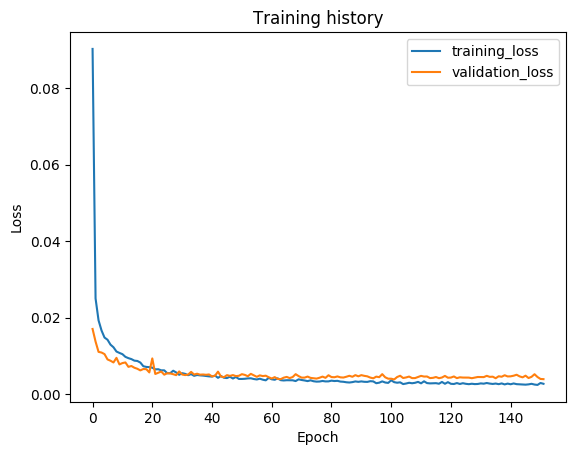 Training history
training_loss
validation_loss
0.08
0.06
0.04
0.02
0.00
Loss
0 20 40 60 80 100 120 140
Epoch